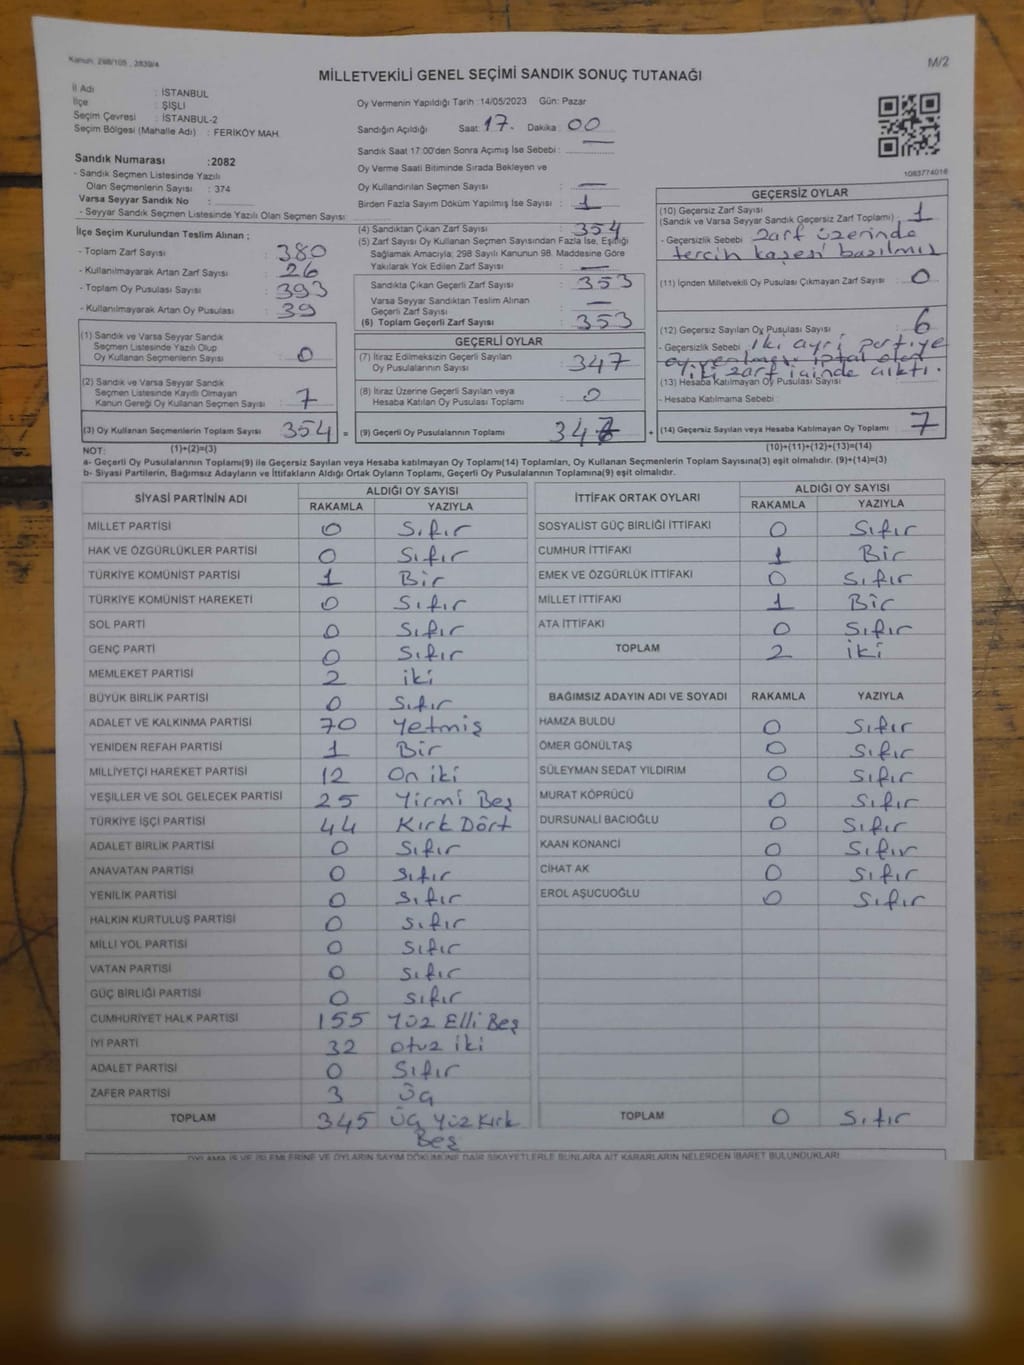 Kanun; 298/105 , 2839/4
M/2
MİLLETVEKİLİ GENEL SEÇİMİ SANDIK SONUÇ TUTANAĞI
İl Adı : İSTANBUL
İlçe : ŞİŞLİ
Seçim Çevresi : İSTANBUL-2
Seçim Bölgesi (Mahalle Adı) : FERİKÖY MAH.
Sandık Numarası :2082
- Sandık Seçmen Listesinde Yazılı
Olan Seçmenlerin Sayısı : 374
Varsa Seyyar Sandık No :
- Seyyar Sandık Seçmen Listesinde Yazılı Olan Seçmen Sayısı:
Oy Vermenin Yapıldığı Tarih :14/05/2023 Gün: Pazar
Sandığın Açıldığı Saat: 17. Dakika: 00
Sandık Saat 17:00'den Sonra Açımış İse Sebebi : —
Oy Verme Saati Bitiminde Sırada Bekleyen ve
Oy Kullandırılan Seçmen Sayısı : —
Birden Fazla Sayım Döküm Yapılmış İse Sayısı : 1
1083774016
İlçe Seçim Kurulundan Teslim Alınan ;
- Toplam Zarf Sayısı : 380
- Kullanılmayarak Artan Zarf Sayısı : 26
- Toplam Oy Pusulası Sayısı : 393
- Kullanılmayarak Artan Oy Pusulası : 39
(1) Sandık ve Varsa Seyyar Sandık
Seçmen Listesinde Yazılı Olup
Oy Kullanan Seçmenlerin Sayısı : 0
(2) Sandık ve Varsa Seyyar Sandık
Seçmen Listesinde Kayıtlı Olmayan
Kanun Gereği Oy Kullanan Seçmen Sayısı : 7
(3) Oy Kullanan Seçmenlerin Toplam Sayısı 354 =
(4) Sandıktan Çıkan Zarf Sayısı : 354
(5) Zarf Sayısı Oy Kullanan Seçmen Sayısından Fazla İse, Eşitliği
Sağlamak Amacıyla, 298 Sayılı Kanunun 98. Maddesine Göre
Yakılarak Yok Edilen Zarf Sayısı : —
Sandıkta Çıkan Geçerli Zarf Sayısı : 353
Varsa Seyyar Sandıktan Teslim Alınan
Geçerli Zarf Sayısı : —
(6) Toplam Geçerli Zarf Sayısı : 353
GEÇERLİ OYLAR
(7) İtiraz Edilmeksizin Geçerli Sayılan
Oy Pusulalarının Sayısı : 347
(8) İtiraz Üzerine Geçerli Sayılan veya
Hesaba Katılan Oy Pusulası Toplamı : 0
(9) Geçerli Oy Pusulalarının Toplamı 347 +
GEÇERSİZ OYLAR
(10) Geçersiz Zarf Sayısı
(Sandık ve Varsa Seyyar Sandık Geçersiz Zarf Toplamı) : 1
- Geçersizlik Sebebi : Zarf üzerinde
tercih kaşesi basılmış
(11) İçinden Milletvekili Oy Pusulası Çıkmayan Zarf Sayısı : 0
(12) Geçersiz Sayılan Oy Pusulası Sayısı : 6
- Geçersizlik Sebebi : İki ayrı partiye
iki zarf içinde çıktı.
(13) Hesaba Katılmayan Oy Pusulası Sayısı :
- Hesaba Katılmama Sebebi :
(14) Geçersiz Sayılan veya Hesaba Katılmayan Oy Toplamı : 7
NOT: (1)+(2)=(3) (10)+(11)+(12)+(13)=(14)
a- Geçerli Oy Pusulalarının Toplamı(9) ile Geçersiz Sayılan veya Hesaba katılmayan Oy Toplamı(14) Toplamları, Oy Kullanan Seçmenlerin Toplam Sayısına(3) eşit olmalıdır. (9)+(14)=(3)
b- Siyasi Partilerin, Bağımsız Adayların ve İttifakların Aldığı Ortak Oyların Toplamı, Geçerli Oy Pusulalarının Toplamına(9) eşit olmalıdır.
SİYASİ PARTİNİN ADI ALDIĞI OY SAYISI
RAKAMLA YAZIYLA
MİLLET PARTİSİ 0 Sıfır
HAK VE ÖZGÜRLÜKLER PARTİSİ 0 Sıfır
TÜRKİYE KOMÜNİST PARTİSİ 1 Bir
TÜRKİYE KOMÜNİST HAREKETİ 0 Sıfır
SOL PARTİ 0 Sıfır
GENÇ PARTİ 0 Sıfır
MEMLEKET PARTİSİ 2 iki
BÜYÜK BİRLİK PARTİSİ 0 Sıfır
ADALET VE KALKINMA PARTİSİ 70 Yetmiş
YENİDEN REFAH PARTİSİ 1 Bir
MİLLİYETÇİ HAREKET PARTİSİ 12 On iki
YEŞİLLER VE SOL GELECEK PARTİSİ 25 Yirmi Beş
TÜRKİYE İŞÇİ PARTİSİ 44 Kırk Dört
ADALET BİRLİK PARTİSİ 0 Sıfır
ANAVATAN PARTİSİ 0 Sıfır
YENİLİK PARTİSİ 0 Sıfır
HALKIN KURTULUŞ PARTİSİ 0 Sıfır
MİLLİ YOL PARTİSİ 0 Sıfır
VATAN PARTİSİ 0 Sıfır
GÜÇ BİRLİĞİ PARTİSİ 0 Sıfır
CUMHURİYET HALK PARTİSİ 155 Yüz Elli Beş
İYİ PARTİ 32 Otuz iki
ADALET PARTİSİ 0 Sıfır
ZAFER PARTİSİ 3 Üç
TOPLAM 345 Üç Yüz Kırk
Beş
İTTİFAK ORTAK OYLARI ALDIĞI OY SAYISI
RAKAMLA YAZIYLA
SOSYALİST GÜÇ BİRLİĞİ İTTİFAKI 0 Sıfır
CUMHUR İTTİFAKI 1 Bir
EMEK VE ÖZGÜRLÜK İTTİFAKI 0 Sıfır
MİLLET İTTİFAKI 1 Bir
ATA İTTİFAKI 0 Sıfır
TOPLAM 2 İki
BAĞIMSIZ ADAYIN ADI VE SOYADI RAKAMLA YAZIYLA
HAMZA BULDU 0 Sıfır
ÖMER GÖNÜLTAŞ 0 Sıfır
SÜLEYMAN SEDAT YILDIRIM 0 Sıfır
MURAT KÖPRÜCÜ 0 Sıfır
DURSUNALİ BACIOĞLU 0 Sıfır
KAAN KONANCİ 0 Sıfır
CİHAT AK 0 Sıfır
EROL AŞUCUOĞLU 0 Sıfır
TOPLAM 0 Sıfır
OYLAMA İŞ VE İŞLEMLERİNE VE OYLARIN SAYIM DÖKÜMÜNE DAİR ŞİKAYETLERLE BUNLARA AİT KARARLARIN NELERDEN İBARET BULUNDUKLARI